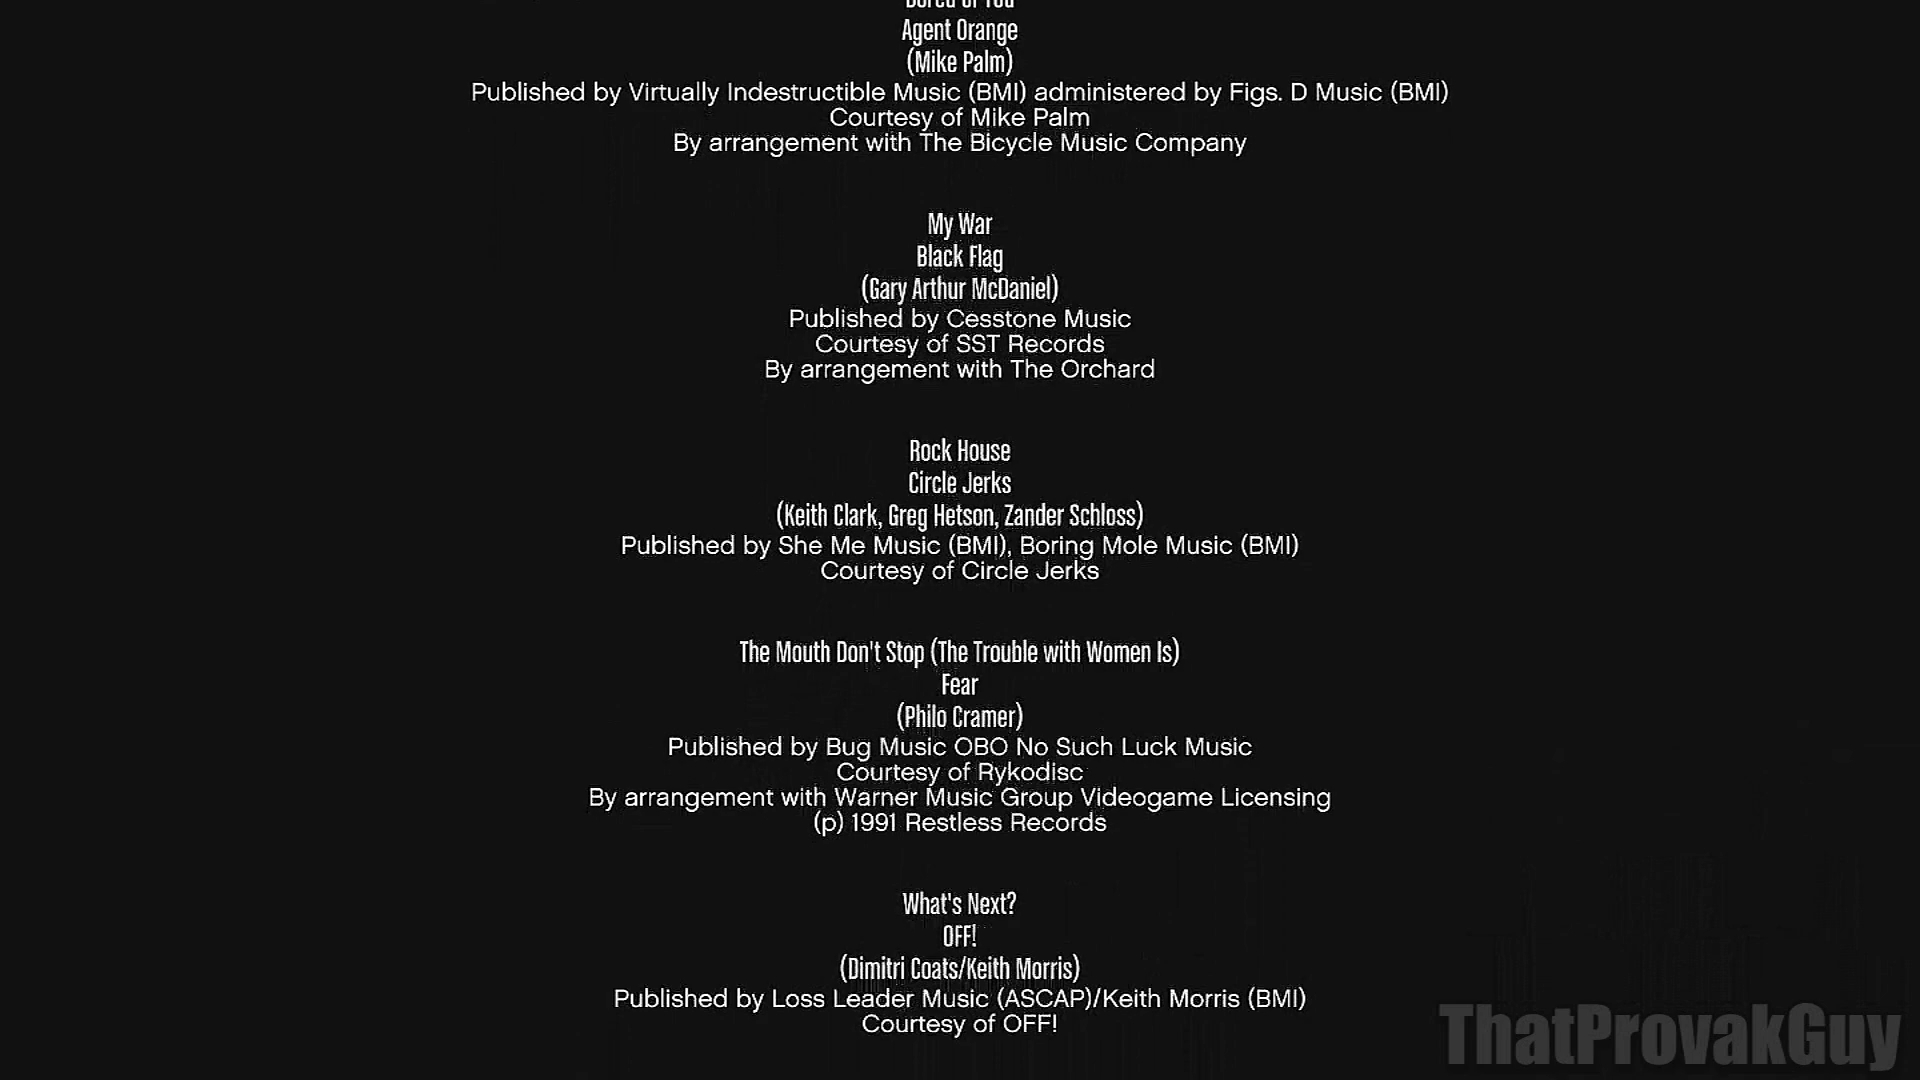 Bored of You
Agent Orange
(Mike Palm)
Published by Virtually Indestructible Music (BMI) administered by Figs. D Music (BMI)
Courtesy of Mike Palm
By arrangement with The Bicycle Music Company
My War
Black Flag
(Gary Arthur McDaniel)
Published by Cesstone Music
Courtesy of SST Records
By arrangement with The Orchard
Rock House
Circle Jerks
(Keith Clark, Greg Hetson, Zander Schloss)
Published by She Me Music (BMI), Boring Mole Music (BMI)
Courtesy of Circle Jerks
The Mouth Don't Stop (The Trouble with Women Is)
Fear
(Philo Cramer)
Published by Bug Music OBO No Such Luck Music
Courtesy of Rykodisc
By arrangement with Warner Music Group Videogame Licensing
(p) 1991 Restless Records
What's Next?
OFF!
(Dimitri Coats/Keith Morris)
Published by Loss Leader Music (ASCAP)/Keith Morris (BMI)
Courtesy of OFF!
ThatProvakGuy